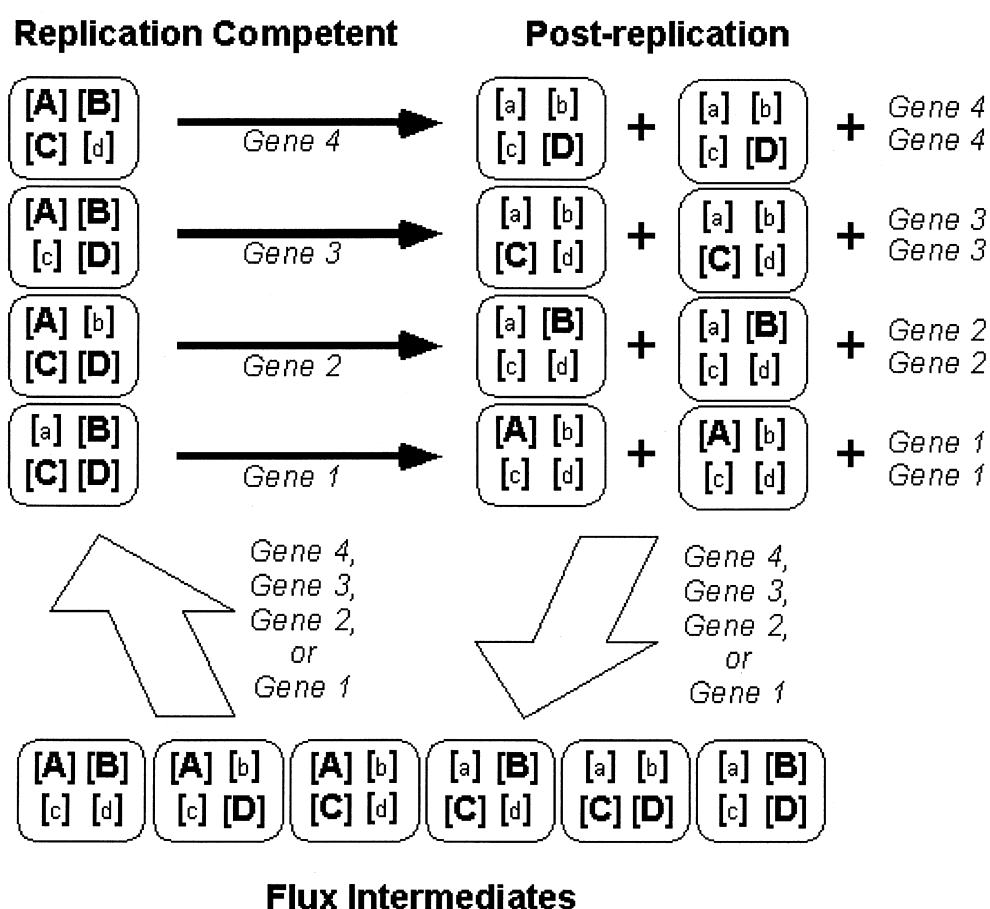 Replication Competent Post-replication
[A] [B] [a] [b] [a] [b] Gene 4
[C] [d] Gene 4 [c] [D] + [c] [D] + Gene 4
[A] [B] [a] [b] [a] [b] Gene 3
[c] [D] Gene 3 [C] [d] + [C] [d] + Gene 3
[A] [b] [a] [B] [a] [B] Gene 2
[C] [D] Gene 2 [c] [d] + [c] [d] + Gene 2
[a] [B] [A] [b] [A] [b] Gene 1
[C] [D] Gene 1 [c] [d] + [c] [d] + Gene 1
Gene 4,
Gene 3,
Gene 2,
or
Gene 1
Gene 4,
Gene 3,
Gene 2,
or
Gene 1
[A] [B] [A] [b] [A] [b] [a] [B] [a] [b] [a] [B]
[c] [d] [c] [D] [C] [d] [C] [d] [C] [D] [c] [D]
Flux Intermediates